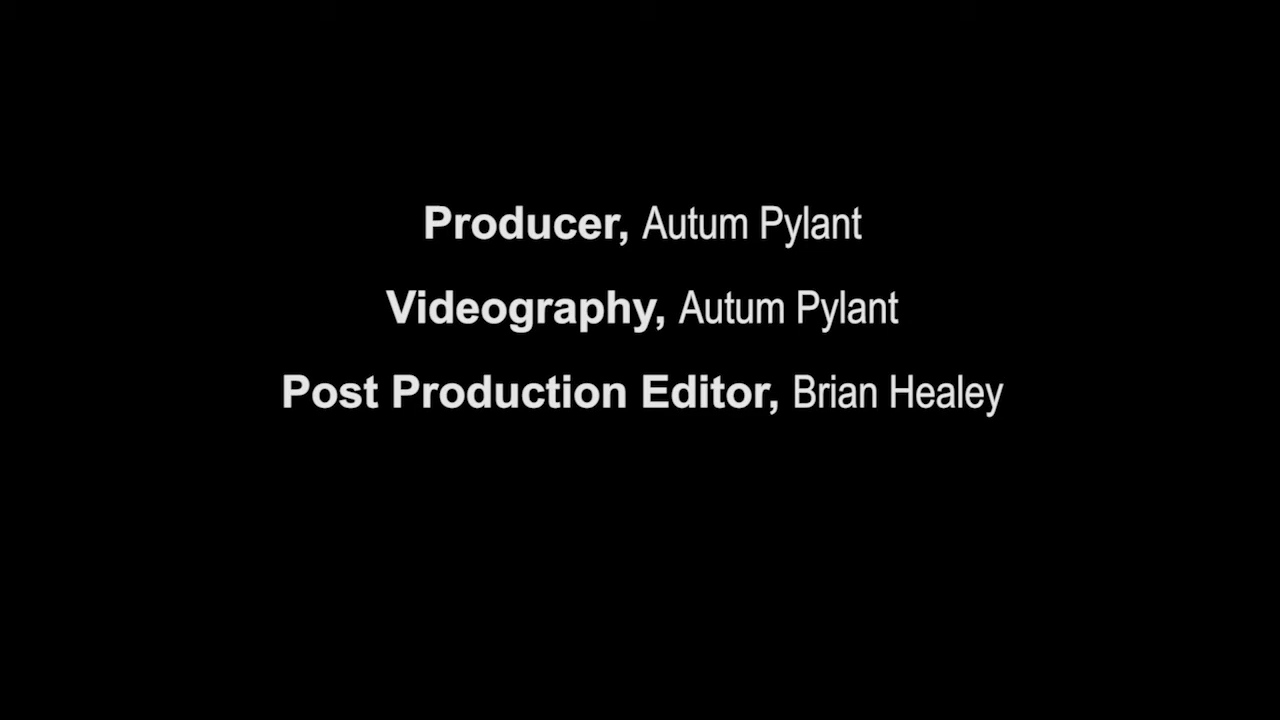 Producer, Autum Pylant
Videography, Autum Pylant
Post Production Editor, Brian Healey